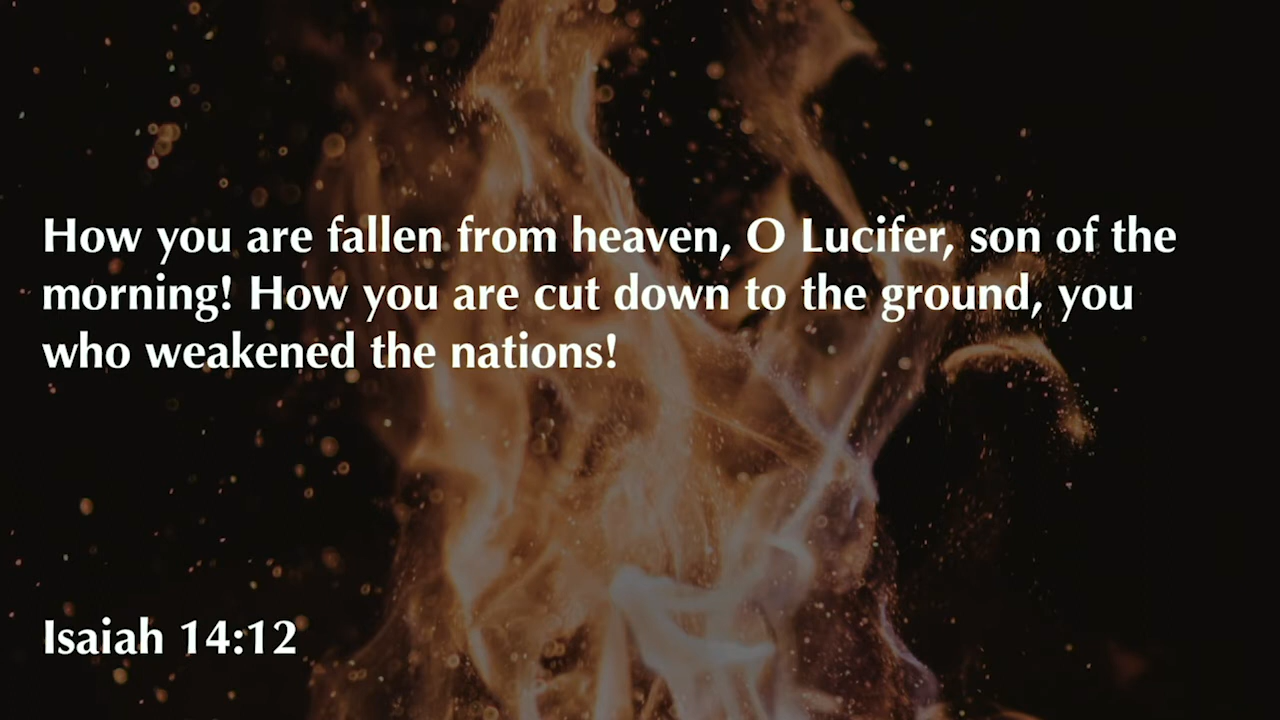 How you are fallen from heaven, O Lucifer, son of the
morning! How you are cut down to the ground, you
who weakened the nations!
Isaiah 14:12